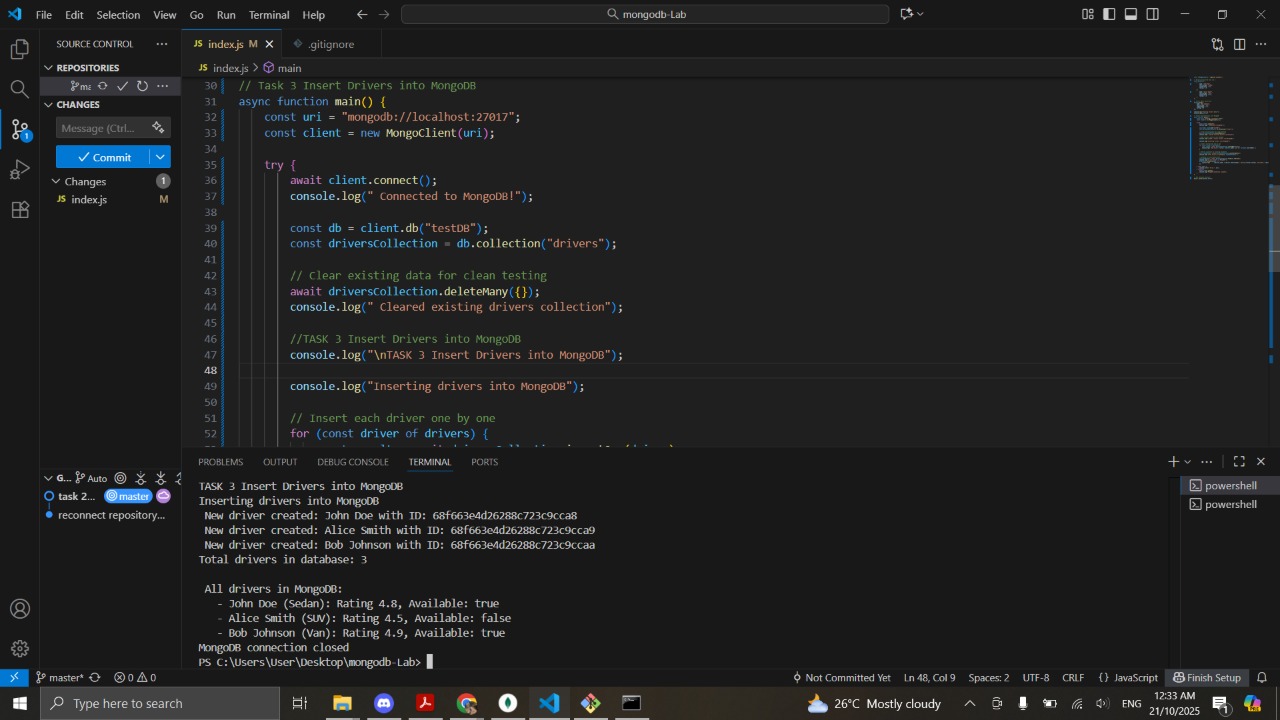 File Edit Selection View Go Run Terminal Help
mongodb-Lab
SOURCE CONTROL
REPOSITORIES
ma
CHANGES
Message (Ctrl...
Commit
Changes 1
index.js M
G... Auto
task 2... master
reconnect repository...
JS index.js M
.gitignore
JS index.js > main
30 // Task 3 Insert Drivers into MongoDB
31 async function main() {
32 const uri = "mongodb://localhost:27017";
33 const client = new MongoClient(uri);
34
35 try {
36 await client.connect();
37 console.log(" Connected to MongoDB!");
38
39 const db = client.db("testDB");
40 const driversCollection = db.collection("drivers");
41
42 // Clear existing data for clean testing
43 await driversCollection.deleteMany({});
44 console.log(" Cleared existing drivers collection");
45
46 //TASK 3 Insert Drivers into MongoDB
47 console.log("\nTASK 3 Insert Drivers into MongoDB");
48
49 console.log("Inserting drivers into MongoDB");
50
51 // Insert each driver one by one
52 for (const driver of drivers) {
PROBLEMS OUTPUT DEBUG CONSOLE TERMINAL PORTS
TASK 3 Insert Drivers into MongoDB
Inserting drivers into MongoDB
New driver created: John Doe with ID: 68f663e4d26288c723c9cca8
New driver created: Alice Smith with ID: 68f663e4d26288c723c9cca9
New driver created: Bob Johnson with ID: 68f663e4d26288c723c9ccaa
Total drivers in database: 3
All drivers in MongoDB:
- John Doe (Sedan): Rating 4.8, Available: true
- Alice Smith (SUV): Rating 4.5, Available: false
- Bob Johnson (Van): Rating 4.9, Available: true
MongoDB connection closed
PS C:\Users\User\Desktop\mongodb-Lab>
powershell
powershell
master* 0 0 Not Committed Yet Ln 48, Col 9 Spaces: 2 UTF-8 CRLF {} JavaScript Finish Setup
Type here to search
26°C Mostly cloudy
ENG
12:33 AM
21/10/2025